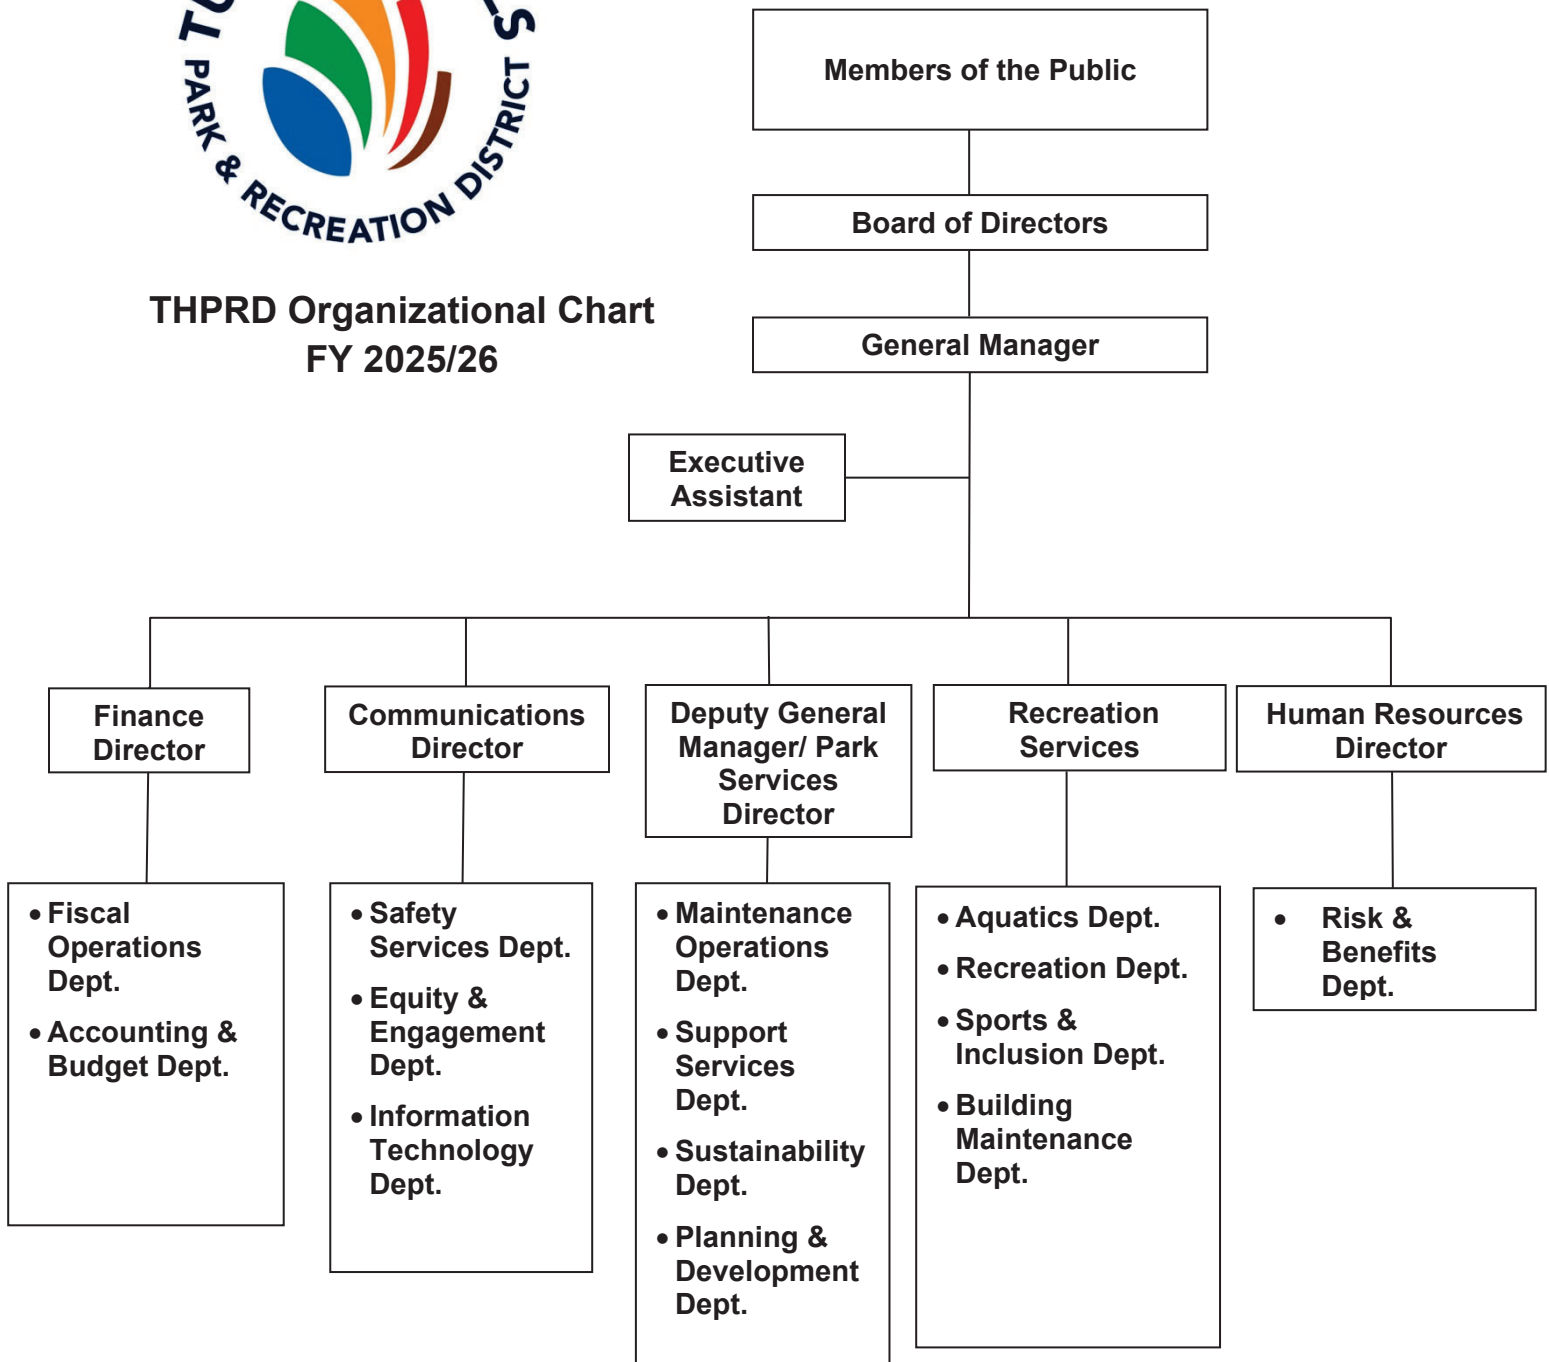 PARK & RECREATION DISTRICT
THPRD Organizational Chart
FY 2025/26
Members of the Public
Board of Directors
General Manager
Executive
Assistant
Finance
Director
• Fiscal
Operations
Dept.
• Accounting &
Budget Dept.
Communications
Director
• Safety
Services Dept.
• Equity &
Engagement
Dept.
• Information
Technology
Dept.
Deputy General
Manager/ Park
Services
Director
• Maintenance
Operations
Dept.
• Support
Services
Dept.
• Sustainability
Dept.
• Planning &
Development
Dept.
Recreation
Services
• Aquatics Dept.
• Recreation Dept.
• Sports &
Inclusion Dept.
• Building
Maintenance
Dept.
Human Resources
Director
• Risk &
Benefits
Dept.